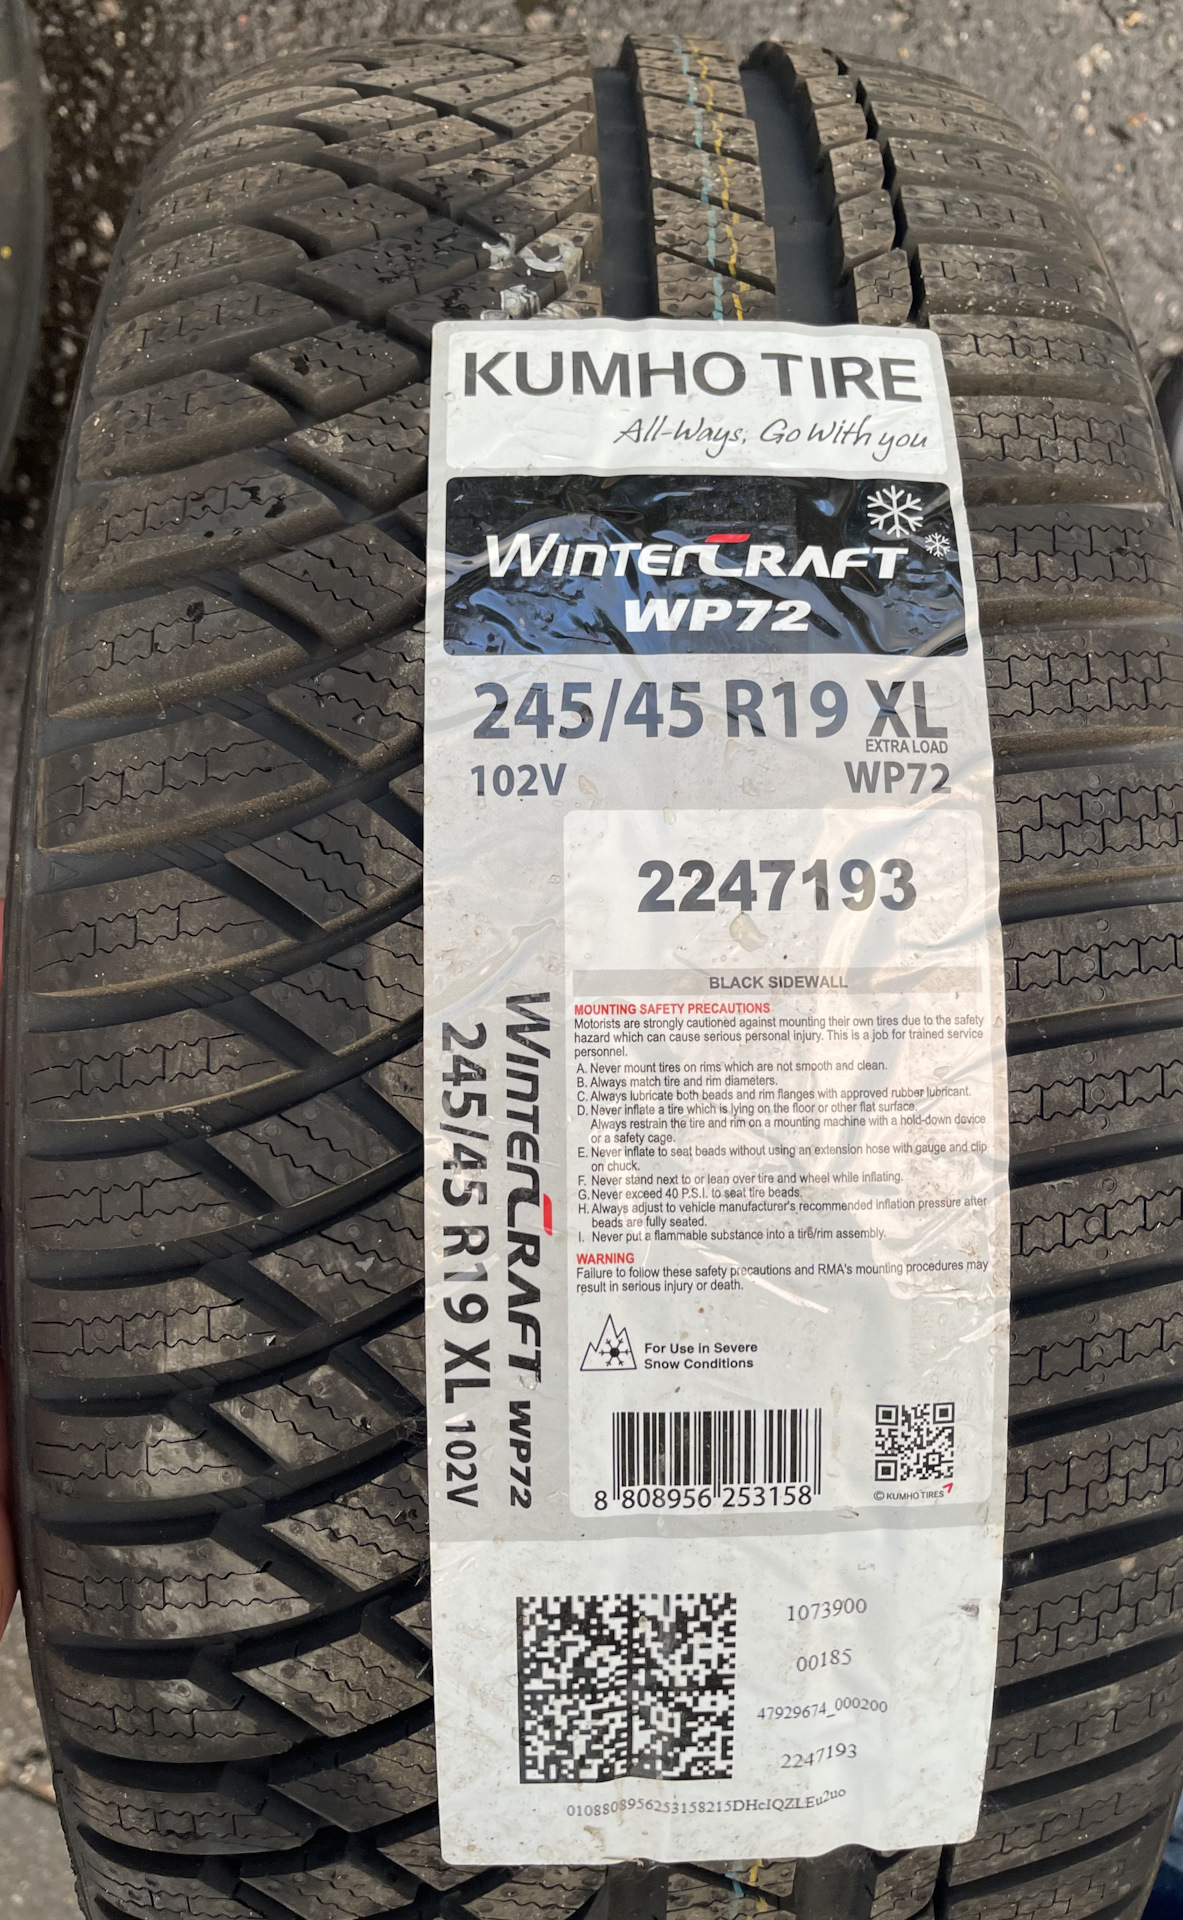 KUMHO TIRE
All-Ways, Go With you
WINTERCRAFT
WP72
245/45 R19 XL
EXTRA LOAD
102V WP72
2247193
BLACK SIDEWALL
MOUNTING SAFETY PRECAUTIONS
Motorists are strongly cautioned against mounting their own tires due to the safety
hazard which can cause serious personal injury. This is a job for trained service
personnel.
A. Never mount tires on rims which are not smooth and clean.
B. Always match tire and rim diameters.
C. Always lubricate both beads and rim flanges with approved rubber lubricant.
D. Never inflate a tire which is lying on the floor or other flat surface.
Always restrain the tire and rim on a mounting machine with a hold-down device
or a safety cage.
E. Never inflate to seat beads without using an extension hose with gauge and clip
on chuck.
F. Never stand next to or lean over tire and wheel while inflating.
G. Never exceed 40 P.S.I. to seat tire beads.
H. Always adjust to vehicle manufacturer's recommended inflation pressure after
beads are fully seated.
I. Never put a flammable substance into a tire/rim assembly.
WARNING
Failure to follow these safety precautions and RMA's mounting procedures may
result in serious injury or death.
For Use in Severe
Snow Conditions
8 808956 253158
© KUMHO TIRES
WINTERCRAFT WP72
245/45 R19 XL 102V
1073900
00185
47929674_000200
2247193
0108808956253158215DHcIQZLEu2uo